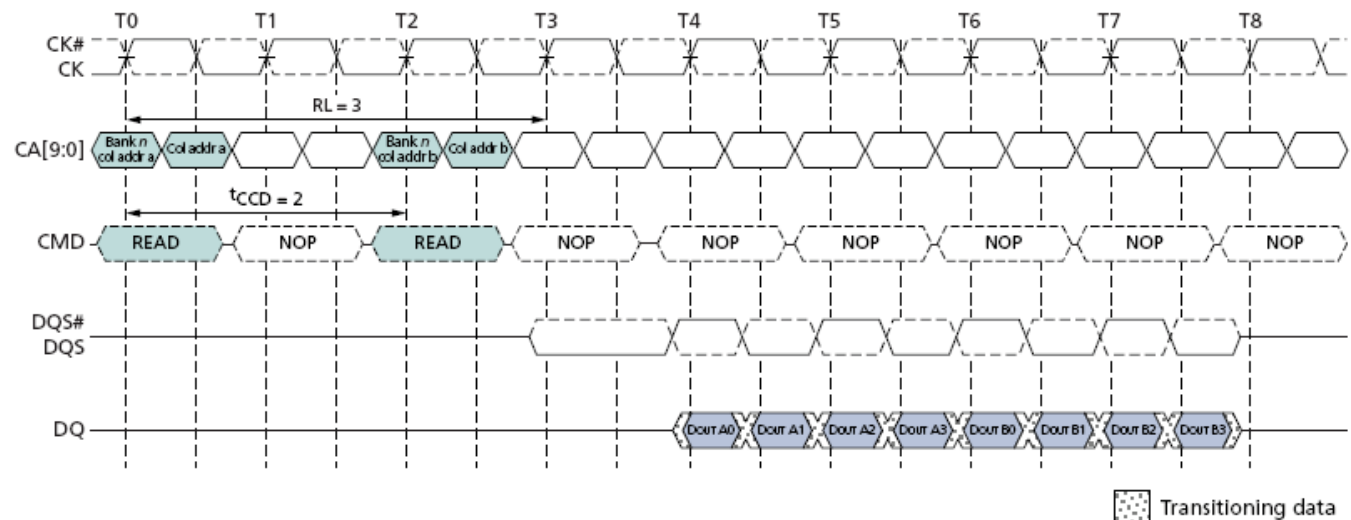 T0 T1 T2 T3 T4 T5 T6 T7 T8
CK#
CK
RL = 3
CA[9:0]
Bank n
col addr a
Col addr a
Bank n
col addr b
Col addr b
tCCD = 2
CMD READ NOP READ NOP NOP NOP NOP NOP NOP
DQS#
DQS
DQ DOUT A0 DOUT A1 DOUT A2 DOUT A3 DOUT B0 DOUT B1 DOUT B2 DOUT B3
Transitioning data